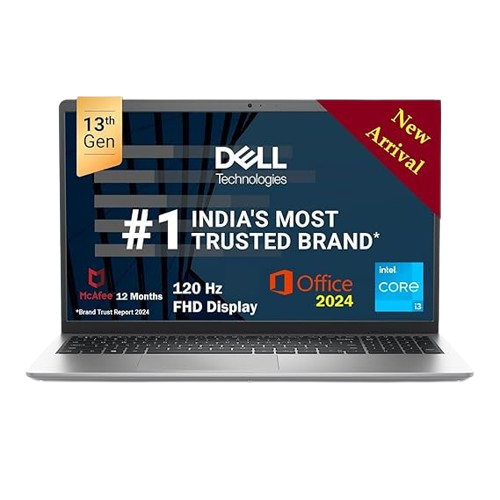 13th
Gen
New
Arrival
DELL
Technologies
#1 INDIA'S MOST
TRUSTED BRAND*
McAfee 12 Months
*Brand Trust Report 2024
120 Hz
FHD Display
Office
2024
intel
CORE
i3